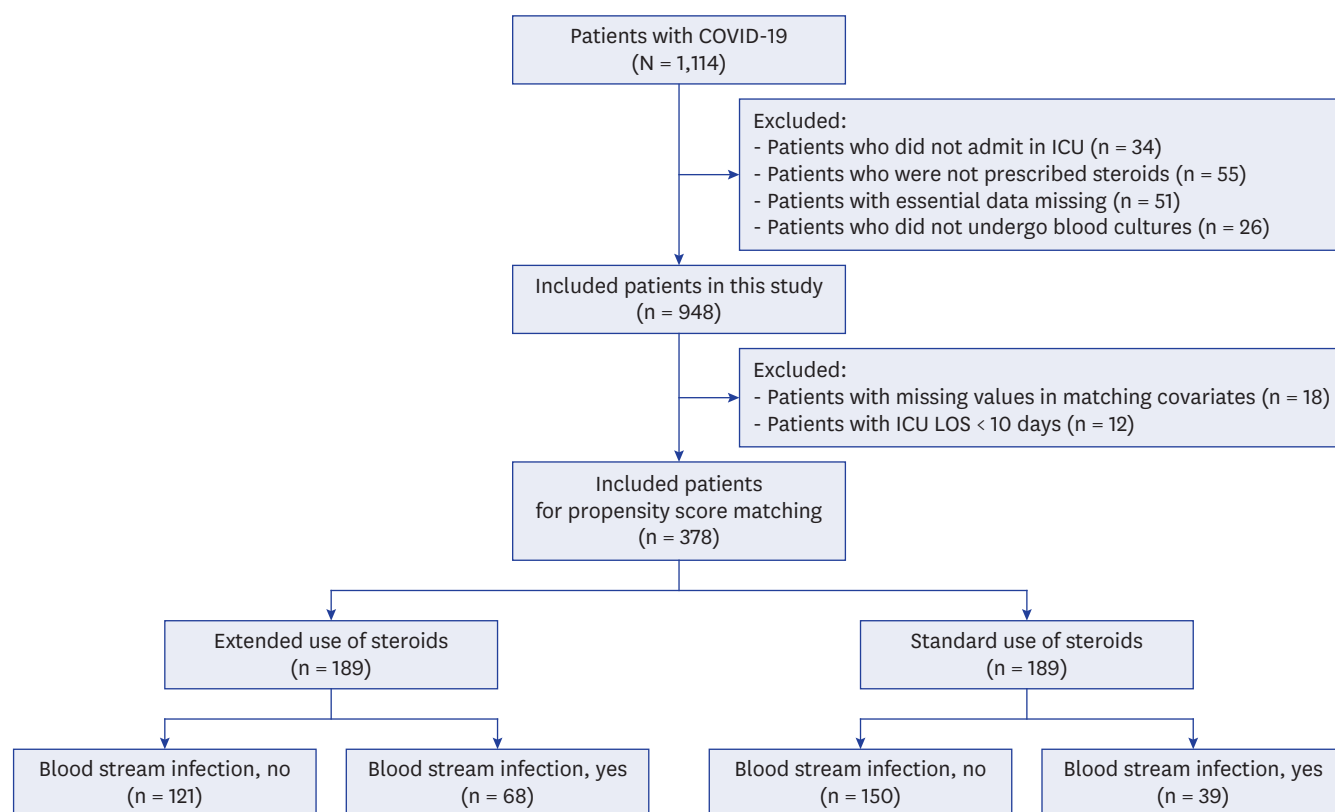 Patients with COVID-19
(N = 1,114)
Excluded:
- Patients who did not admit in ICU (n = 34)
- Patients who were not prescribed steroids (n = 55)
- Patients with essential data missing (n = 51)
- Patients who did not undergo blood cultures (n = 26)
Included patients in this study
(n = 948)
Excluded:
- Patients with missing values in matching covariates (n = 18)
- Patients with ICU LOS < 10 days (n = 12)
Included patients
for propensity score matching
(n = 378)
Extended use of steroids
(n = 189)
Standard use of steroids
(n = 189)
Blood stream infection, no
(n = 121)
Blood stream infection, yes
(n = 68)
Blood stream infection, no
(n = 150)
Blood stream infection, yes
(n = 39)